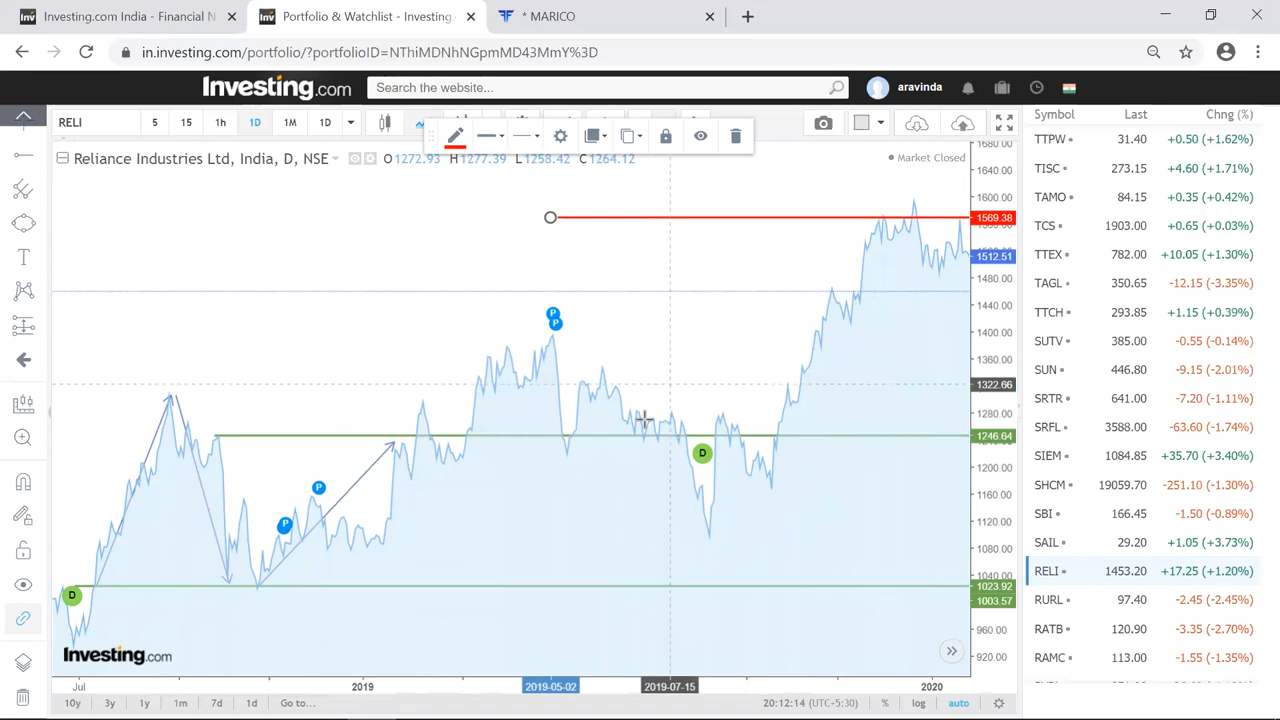 Investing.com India - Financial N
Portfolio & Watchlist - Investing.
* MARICO
in.investing.com/portfolio/?portfolioID=NThiMDNhNGpmMD43MmY%3D
Investing.com
Search the website...
aravinda
RELI 5 15 1h 1D 1M 1D
Reliance Industries Ltd, India, D, NSE
O1272.93 H1277.39 L1258.42 C1264.12
Market Closed
1680.00
1640.00
1600.00
1569.38
1512.51
1480.00
1440.00
1400.00
1360.00
1322.66
1280.00
1246.64
1200.00
1160.00
1120.00
1080.00
1040.00
1023.92
1003.57
960.00
920.00
P
P
P
P
D
D
Investing.com
Jul 2019 2019-05-02 2019-07-15 2020
10y 3y 1y 1m 7d 1d Go to...
20:12:14 (UTC+5:30) % log auto
Symbol Last Chng (%)
TTPW 31.40 +0.50 (+1.62%)
TISC 273.15 +4.60 (+1.71%)
TAMO 84.15 +0.35 (+0.42%)
TCS 1903.00 +0.65 (+0.03%)
TTEX 782.00 +10.05 (+1.30%)
TAGL 350.65 -12.15 (-3.35%)
TTCH 293.85 +1.15 (+0.39%)
SUTV 385.00 -0.55 (-0.14%)
SUN 446.80 -9.15 (-2.01%)
SRTR 641.00 -7.20 (-1.11%)
SRFL 3588.00 -63.60 (-1.74%)
SIEM 1084.85 +35.70 (+3.40%)
SHCM 19059.70 -251.10 (-1.30%)
SBI 166.45 -1.50 (-0.89%)
SAIL 29.20 +1.05 (+3.73%)
RELI 1453.20 +17.25 (+1.20%)
RURL 97.40 -2.45 (-2.45%)
RATB 120.90 -3.35 (-2.70%)
RAMC 113.00 -1.55 (-1.35%)